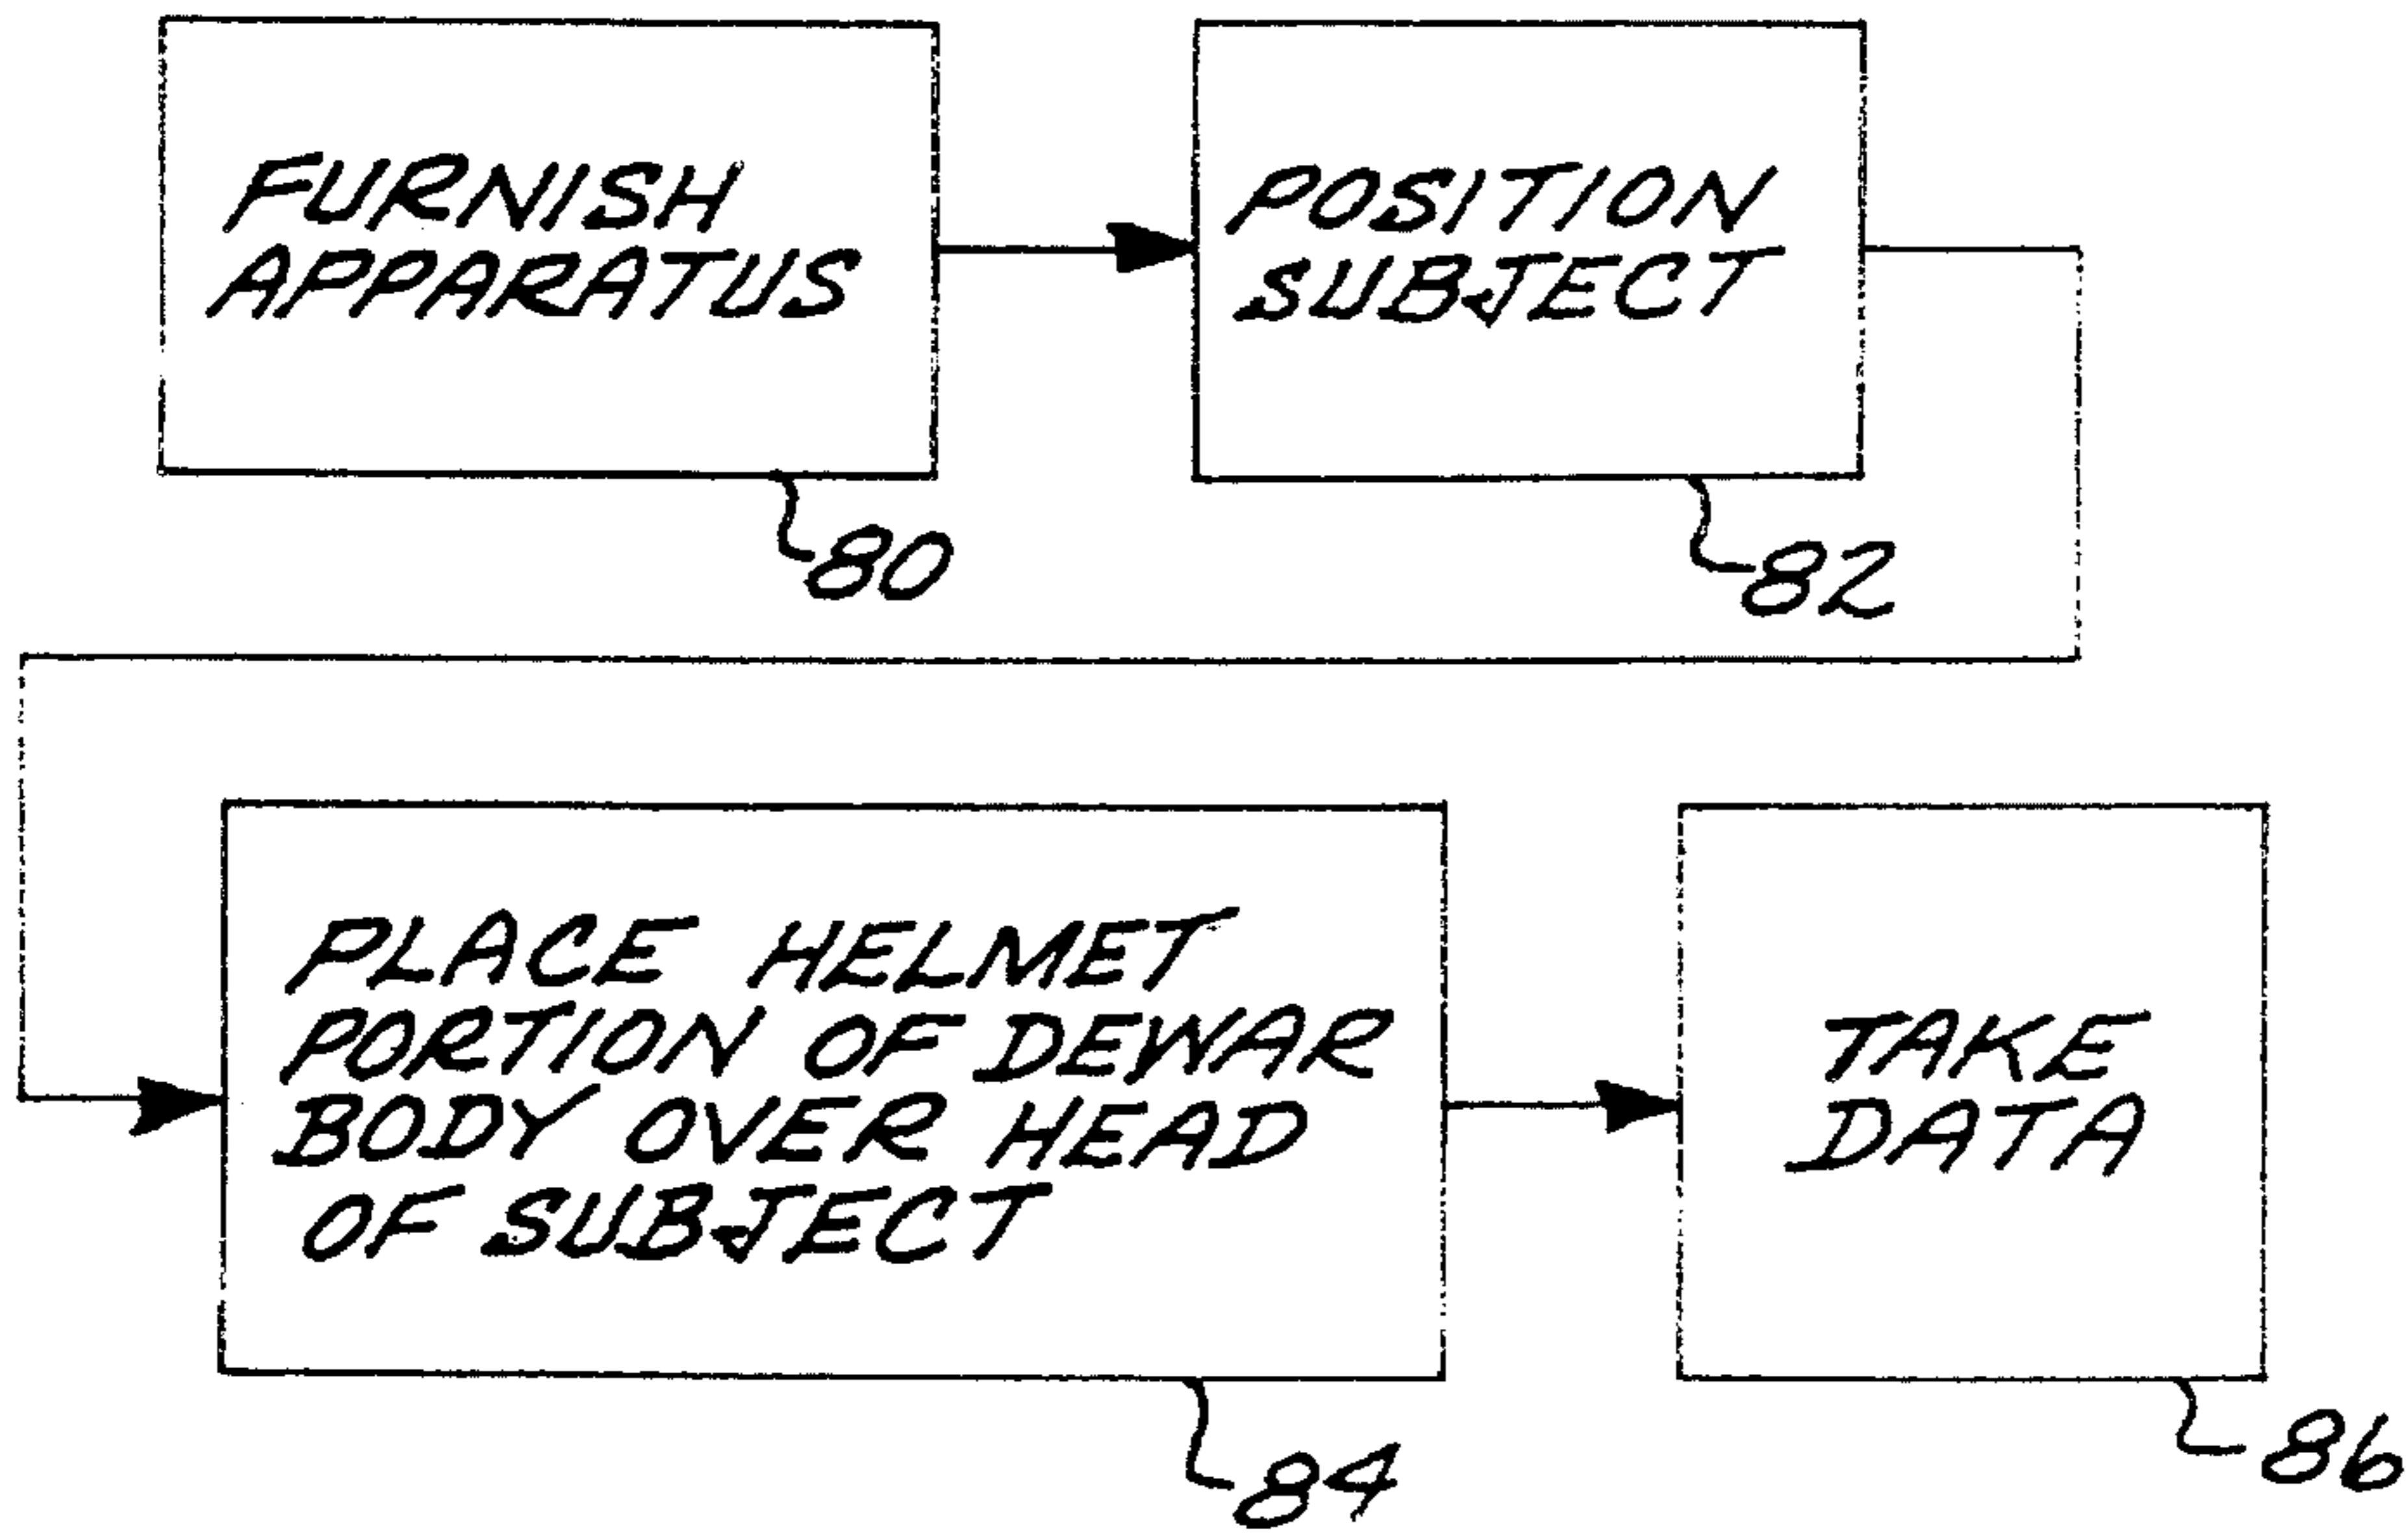 FURNISH
APPARATUS
80
POSITION
SUBJECT
82
PLACE HELMET
PORTION OF DEWAR
BODY OVER HEAD
OF SUBJECT
84
TAKE
DATA
86